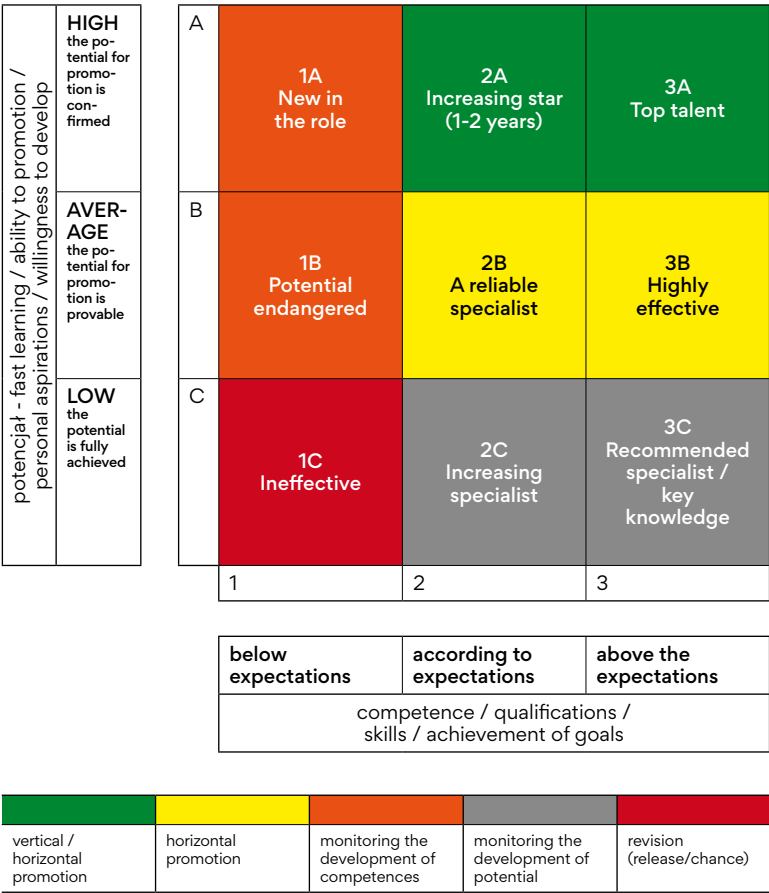 potencjał - fast learning / ability to promotion /
personal aspirations / willingness to develop
HIGH
the po-
tential for
promo-
tion is
con-
firmed
AVER-
AGE
the po-
tential for
promo-
tion is
provable
LOW
the
potential
is fully
achieved
A
1A
New in
the role
2A
Increasing star
(1-2 years)
3A
Top talent
B
1B
Potential
endangered
2B
A reliable
specialist
3B
Highly
effective
C
1C
Ineffective
2C
Increasing
specialist
3C
Recommended
specialist /
key
knowledge
1
2
3
below
expectations
according to
expectations
above the
expectations
competence / qualifications /
skills / achievement of goals
vertical /
horizontal
promotion
horizontal
promotion
monitoring the
development of
competences
monitoring the
development of
potential
revision
(release/chance)